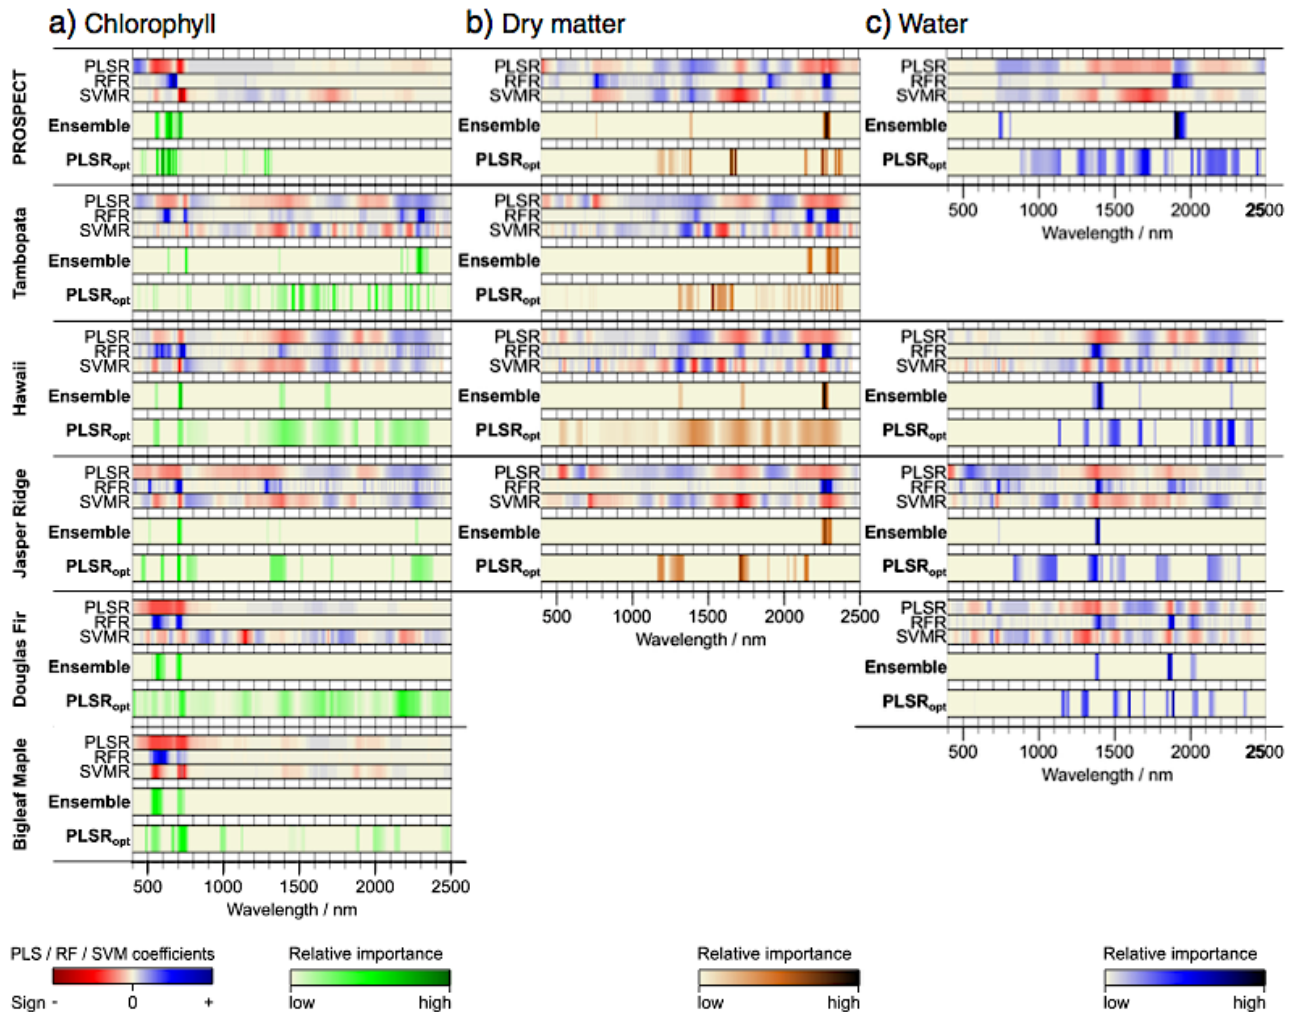 a) Chlorophyll
b) Dry matter
c) Water
PROSPECT
PLSR
RFR
SVMR
Ensemble
PLSRopt
PLSR
RFR
SVMR
Ensemble
PLSRopt
PLSR
RFR
SVMR
Ensemble
PLSRopt
500 1000 1500 2000 2500
Wavelength / nm
Tambopata
PLSR
RFR
SVMR
Ensemble
PLSRopt
PLSR
RFR
SVMR
Ensemble
PLSRopt
Hawaii
PLSR
RFR
SVMR
Ensemble
PLSRopt
PLSR
RFR
SVMR
Ensemble
PLSRopt
PLSR
RFR
SVMR
Ensemble
PLSRopt
Jasper Ridge
PLSR
RFR
SVMR
Ensemble
PLSRopt
PLSR
RFR
SVMR
Ensemble
PLSRopt
500 1000 1500 2000 2500
Wavelength / nm
PLSR
RFR
SVMR
Ensemble
PLSRopt
Douglas Fir
PLSR
RFR
SVMR
Ensemble
PLSRopt
PLSR
RFR
SVMR
Ensemble
PLSRopt
500 1000 1500 2000 2500
Wavelength / nm
Bigleaf Maple
PLSR
RFR
SVMR
Ensemble
PLSRopt
500 1000 1500 2000 2500
Wavelength / nm
PLS / RF / SVM coefficients
Sign - 0 +
Relative importance
low high
Relative importance
low high
Relative importance
low high